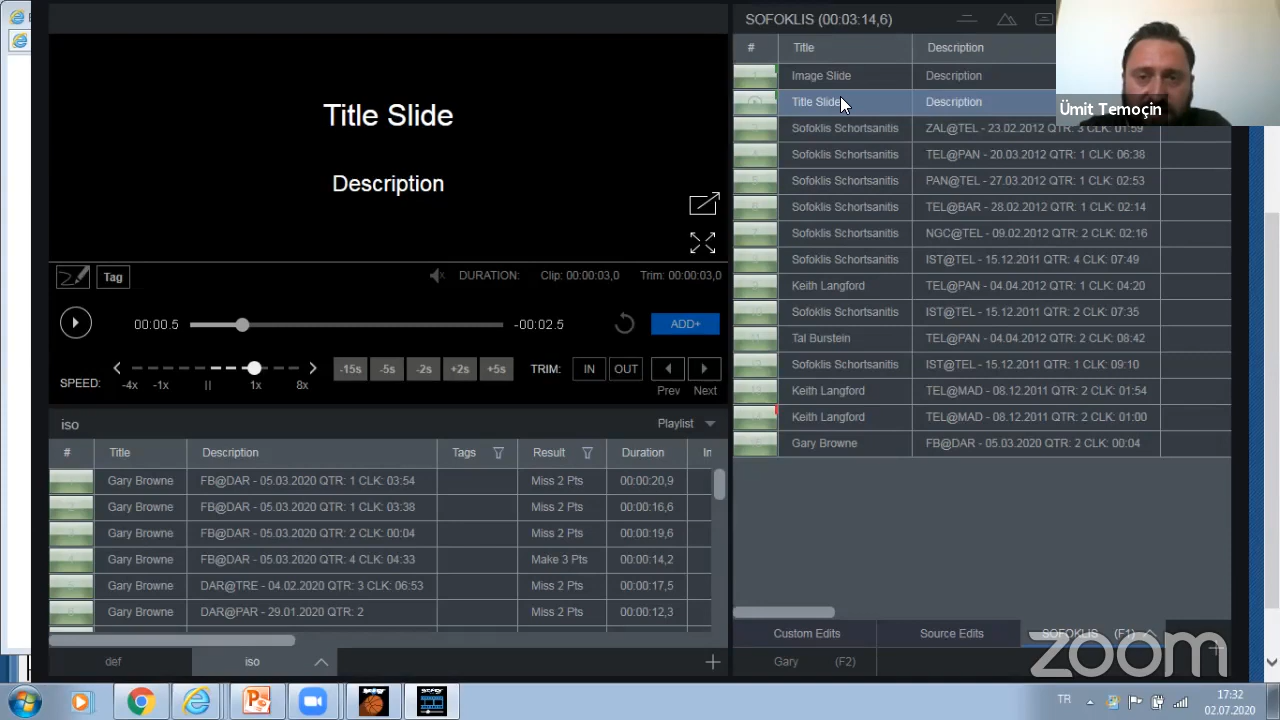 SOFOKLIS (00:03:14,6)
# Title Description
Image Slide Description
Title Slide Description
Sofoklis Schortsanitis ZAL@TEL - 23.02.2012 QTR: 3 CLK: 01:59
Sofoklis Schortsanitis TEL@PAN - 20.03.2012 QTR: 1 CLK: 06:38
Sofoklis Schortsanitis PAN@TEL - 27.03.2012 QTR: 1 CLK: 02:53
Sofoklis Schortsanitis TEL@BAR - 28.02.2012 QTR: 1 CLK: 02:14
Sofoklis Schortsanitis NGC@TEL - 09.02.2012 QTR: 2 CLK: 02:16
Sofoklis Schortsanitis IST@TEL - 15.12.2011 QTR: 4 CLK: 07:49
Keith Langford TEL@PAN - 04.04.2012 QTR: 1 CLK: 04:20
Sofoklis Schortsanitis IST@TEL - 15.12.2011 QTR: 2 CLK: 07:35
Tal Burstein TEL@PAN - 04.04.2012 QTR: 2 CLK: 08:42
Sofoklis Schortsanitis IST@TEL - 15.12.2011 QTR: 1 CLK: 09:10
Keith Langford TEL@MAD - 08.12.2011 QTR: 2 CLK: 01:54
Keith Langford TEL@MAD - 08.12.2011 QTR: 2 CLK: 01:00
Gary Browne FB@DAR - 05.03.2020 QTR: 2 CLK: 00:04
Custom Edits Source Edits SOFOKLIS (F1)
Gary (F2)
Ümit Temoçin
Title Slide
Description
Tag
DURATION: Clip: 00:00:03,0 Trim: 00:00:03,0
00:00.5 -00:02.5 ADD+
SPEED: -4x -1x || 1x 8x -15s -5s -2s +2s +5s TRIM: IN OUT Prev Next
iso Playlist
# Title Description Tags Result Duration In
Gary Browne FB@DAR - 05.03.2020 QTR: 1 CLK: 03:54 Miss 2 Pts 00:00:20,9
Gary Browne FB@DAR - 05.03.2020 QTR: 1 CLK: 03:38 Miss 2 Pts 00:00:16,6
Gary Browne FB@DAR - 05.03.2020 QTR: 2 CLK: 00:04 Miss 2 Pts 00:00:19,6
Gary Browne FB@DAR - 05.03.2020 QTR: 4 CLK: 04:33 Make 3 Pts 00:00:14,2
Gary Browne DAR@TRE - 04.02.2020 QTR: 3 CLK: 06:53 Miss 2 Pts 00:00:17,5
Gary Browne DAR@PAR - 29.01.2020 QTR: 2 Miss 2 Pts 00:00:12,3
def iso +
zoom
TR 17:32
02.07.2020